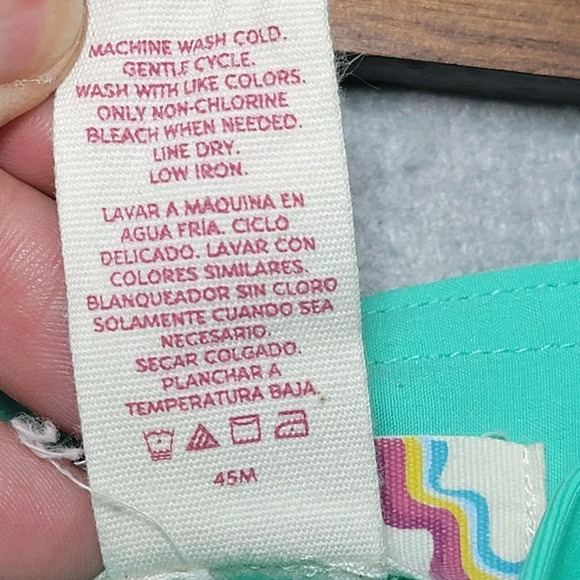 MACHINE WASH COLD.
GENTLE CYCLE.
WASH WITH LIKE COLORS.
ONLY NON-CHLORINE
BLEACH WHEN NEEDED.
LINE DRY.
LOW IRON.
LAVAR A MAQUINA EN
AGUA FRÍA. CICLO
DELICADO. LAVAR CON
COLORES SIMILARES.
BLANQUEADOR SIN CLORO
SOLAMENTE CUANDO SEA
NECESARIO.
SECAR COLGADO.
PLANCHAR A
TEMPERATURA BAJA.
45M